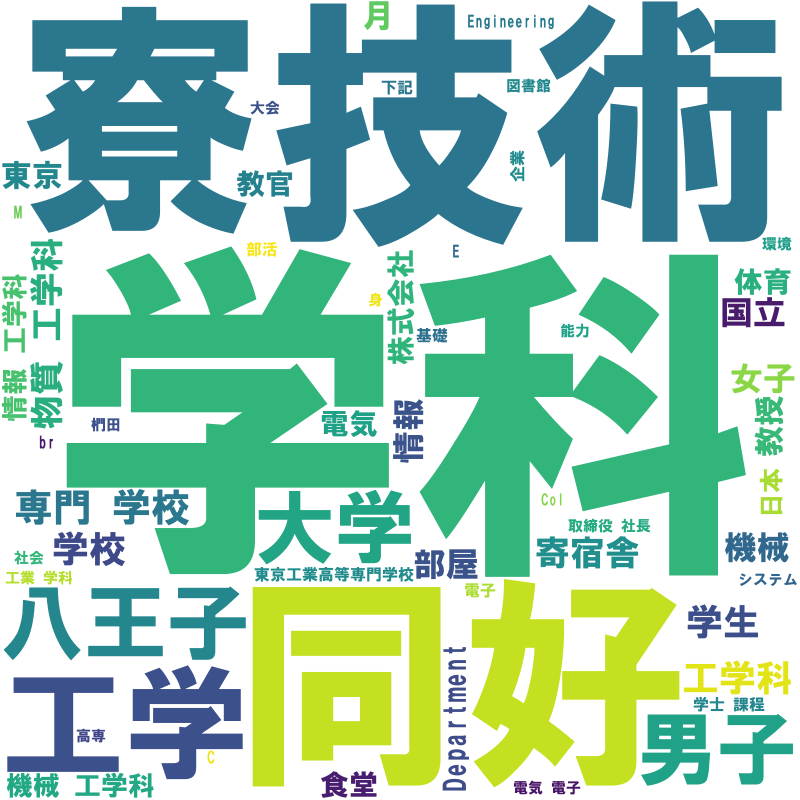 寮 技術
月
Engineering
下記
図書館
大会
企業
東京
教官
M
部活
E
環境
工学科
情報
物質 工学科
身
株式会社
基礎
能力
体育
国立
学科
女子
椚田
電気
情報
教授
br
日本
専門 学校
Col
大学
取締役 社長
学校
部屋
寄宿舎
機械
社会
東京工業高等専門学校
工業 学科
電子
システム
八王子
同好
学生
工学
Department
工学科
学士 課程
高専
C
男子
機械 工学科
食堂
電気 電子